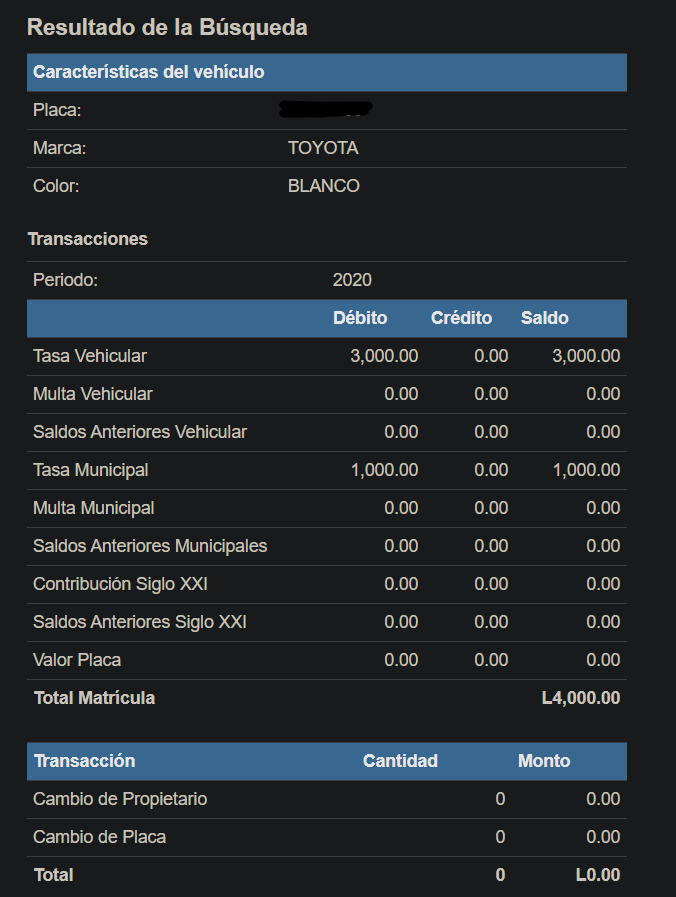 Resultado de la Búsqueda
Características del vehículo
Placa:
Marca: TOYOTA
Color: BLANCO
Transacciones
Periodo: 2020
Débito Crédito Saldo
Tasa Vehicular 3,000.00 0.00 3,000.00
Multa Vehicular 0.00 0.00 0.00
Saldos Anteriores Vehicular 0.00 0.00 0.00
Tasa Municipal 1,000.00 0.00 1,000.00
Multa Municipal 0.00 0.00 0.00
Saldos Anteriores Municipales 0.00 0.00 0.00
Contribución Siglo XXI 0.00 0.00 0.00
Saldos Anteriores Siglo XXI 0.00 0.00 0.00
Valor Placa 0.00 0.00 0.00
Total Matrícula L4,000.00
Transacción Cantidad Monto
Cambio de Propietario 0 0.00
Cambio de Placa 0 0.00
Total 0 L0.00